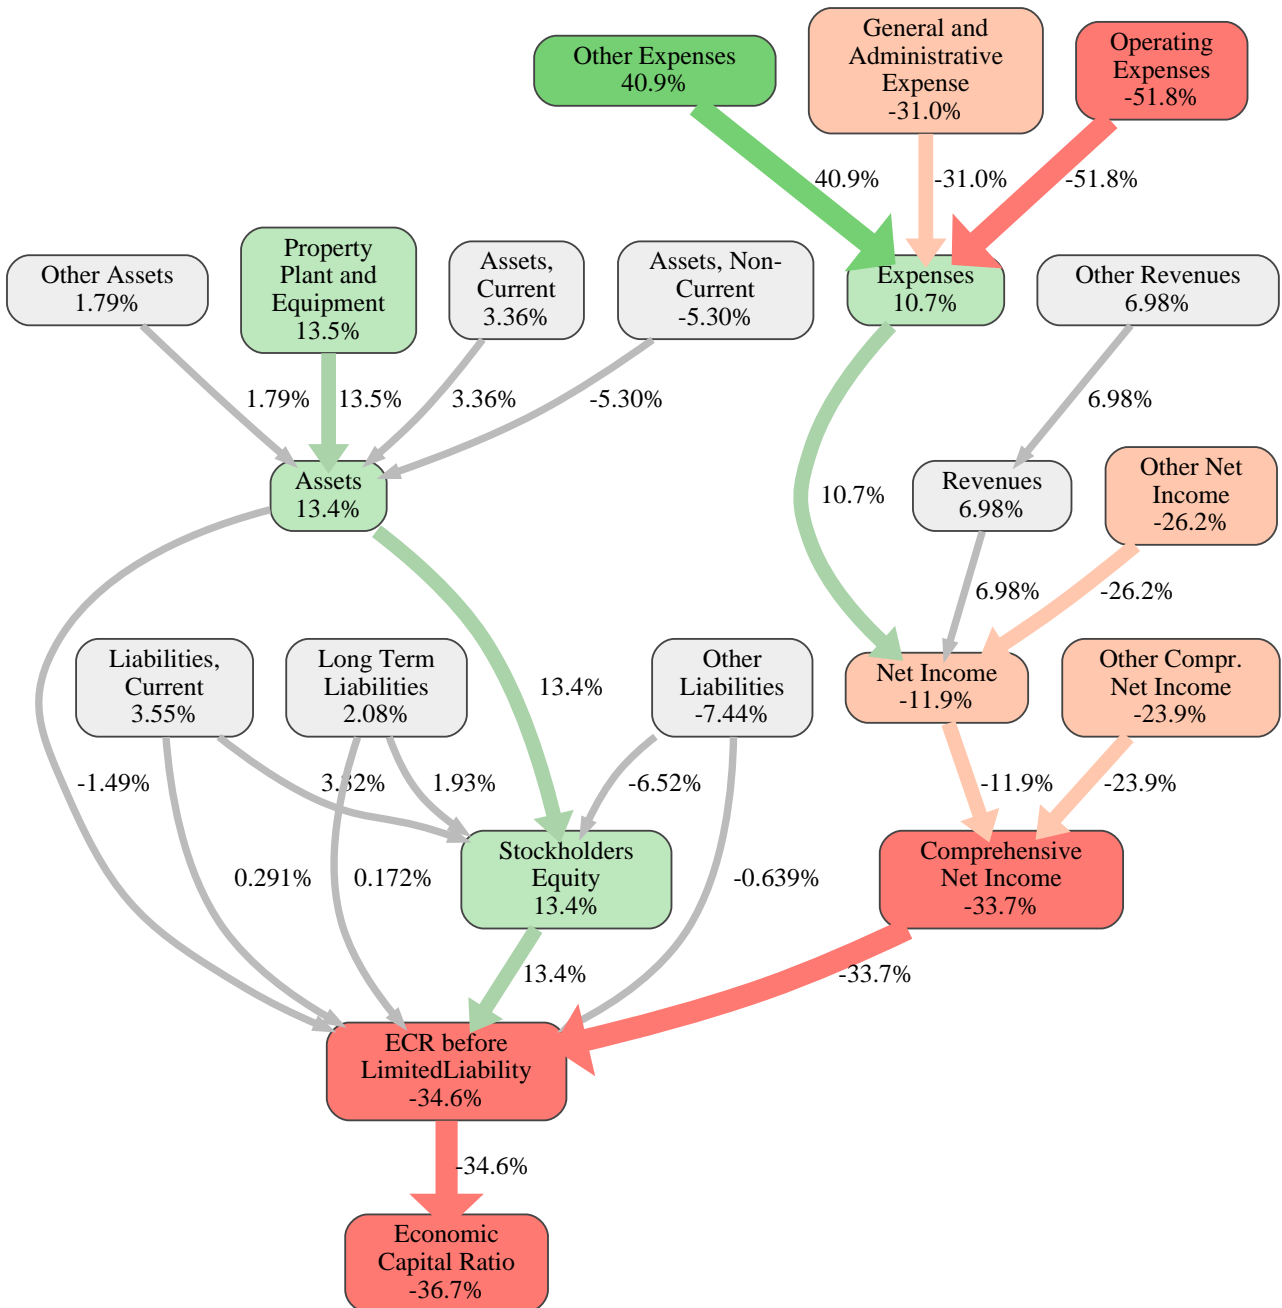 Other Expenses
40.9%
General and
Administrative
Expense
-31.0%
Operating
Expenses
-51.8%
40.9%
-31.0%
-51.8%
Other Assets
1.79%
Property
Plant and
Equipment
13.5%
Assets,
Current
3.36%
Assets, Non-
Current
-5.30%
Expenses
10.7%
Other Revenues
6.98%
1.79%
13.5%
3.36%
-5.30%
6.98%
Assets
13.4%
10.7%
Revenues
6.98%
Other Net
Income
-26.2%
6.98%
-26.2%
Liabilities,
Current
3.55%
Long Term
Liabilities
2.08%
13.4%
Other
Liabilities
-7.44%
Net Income
-11.9%
Other Compr.
Net Income
-23.9%
-1.49%
3.32%
1.93%
-6.52%
-11.9%
-23.9%
0.291%
0.172%
Stockholders
Equity
13.4%
-0.639%
Comprehensive
Net Income
-33.7%
13.4%
-33.7%
ECR before
LimitedLiability
-34.6%
-34.6%
Economic
Capital Ratio
-36.7%